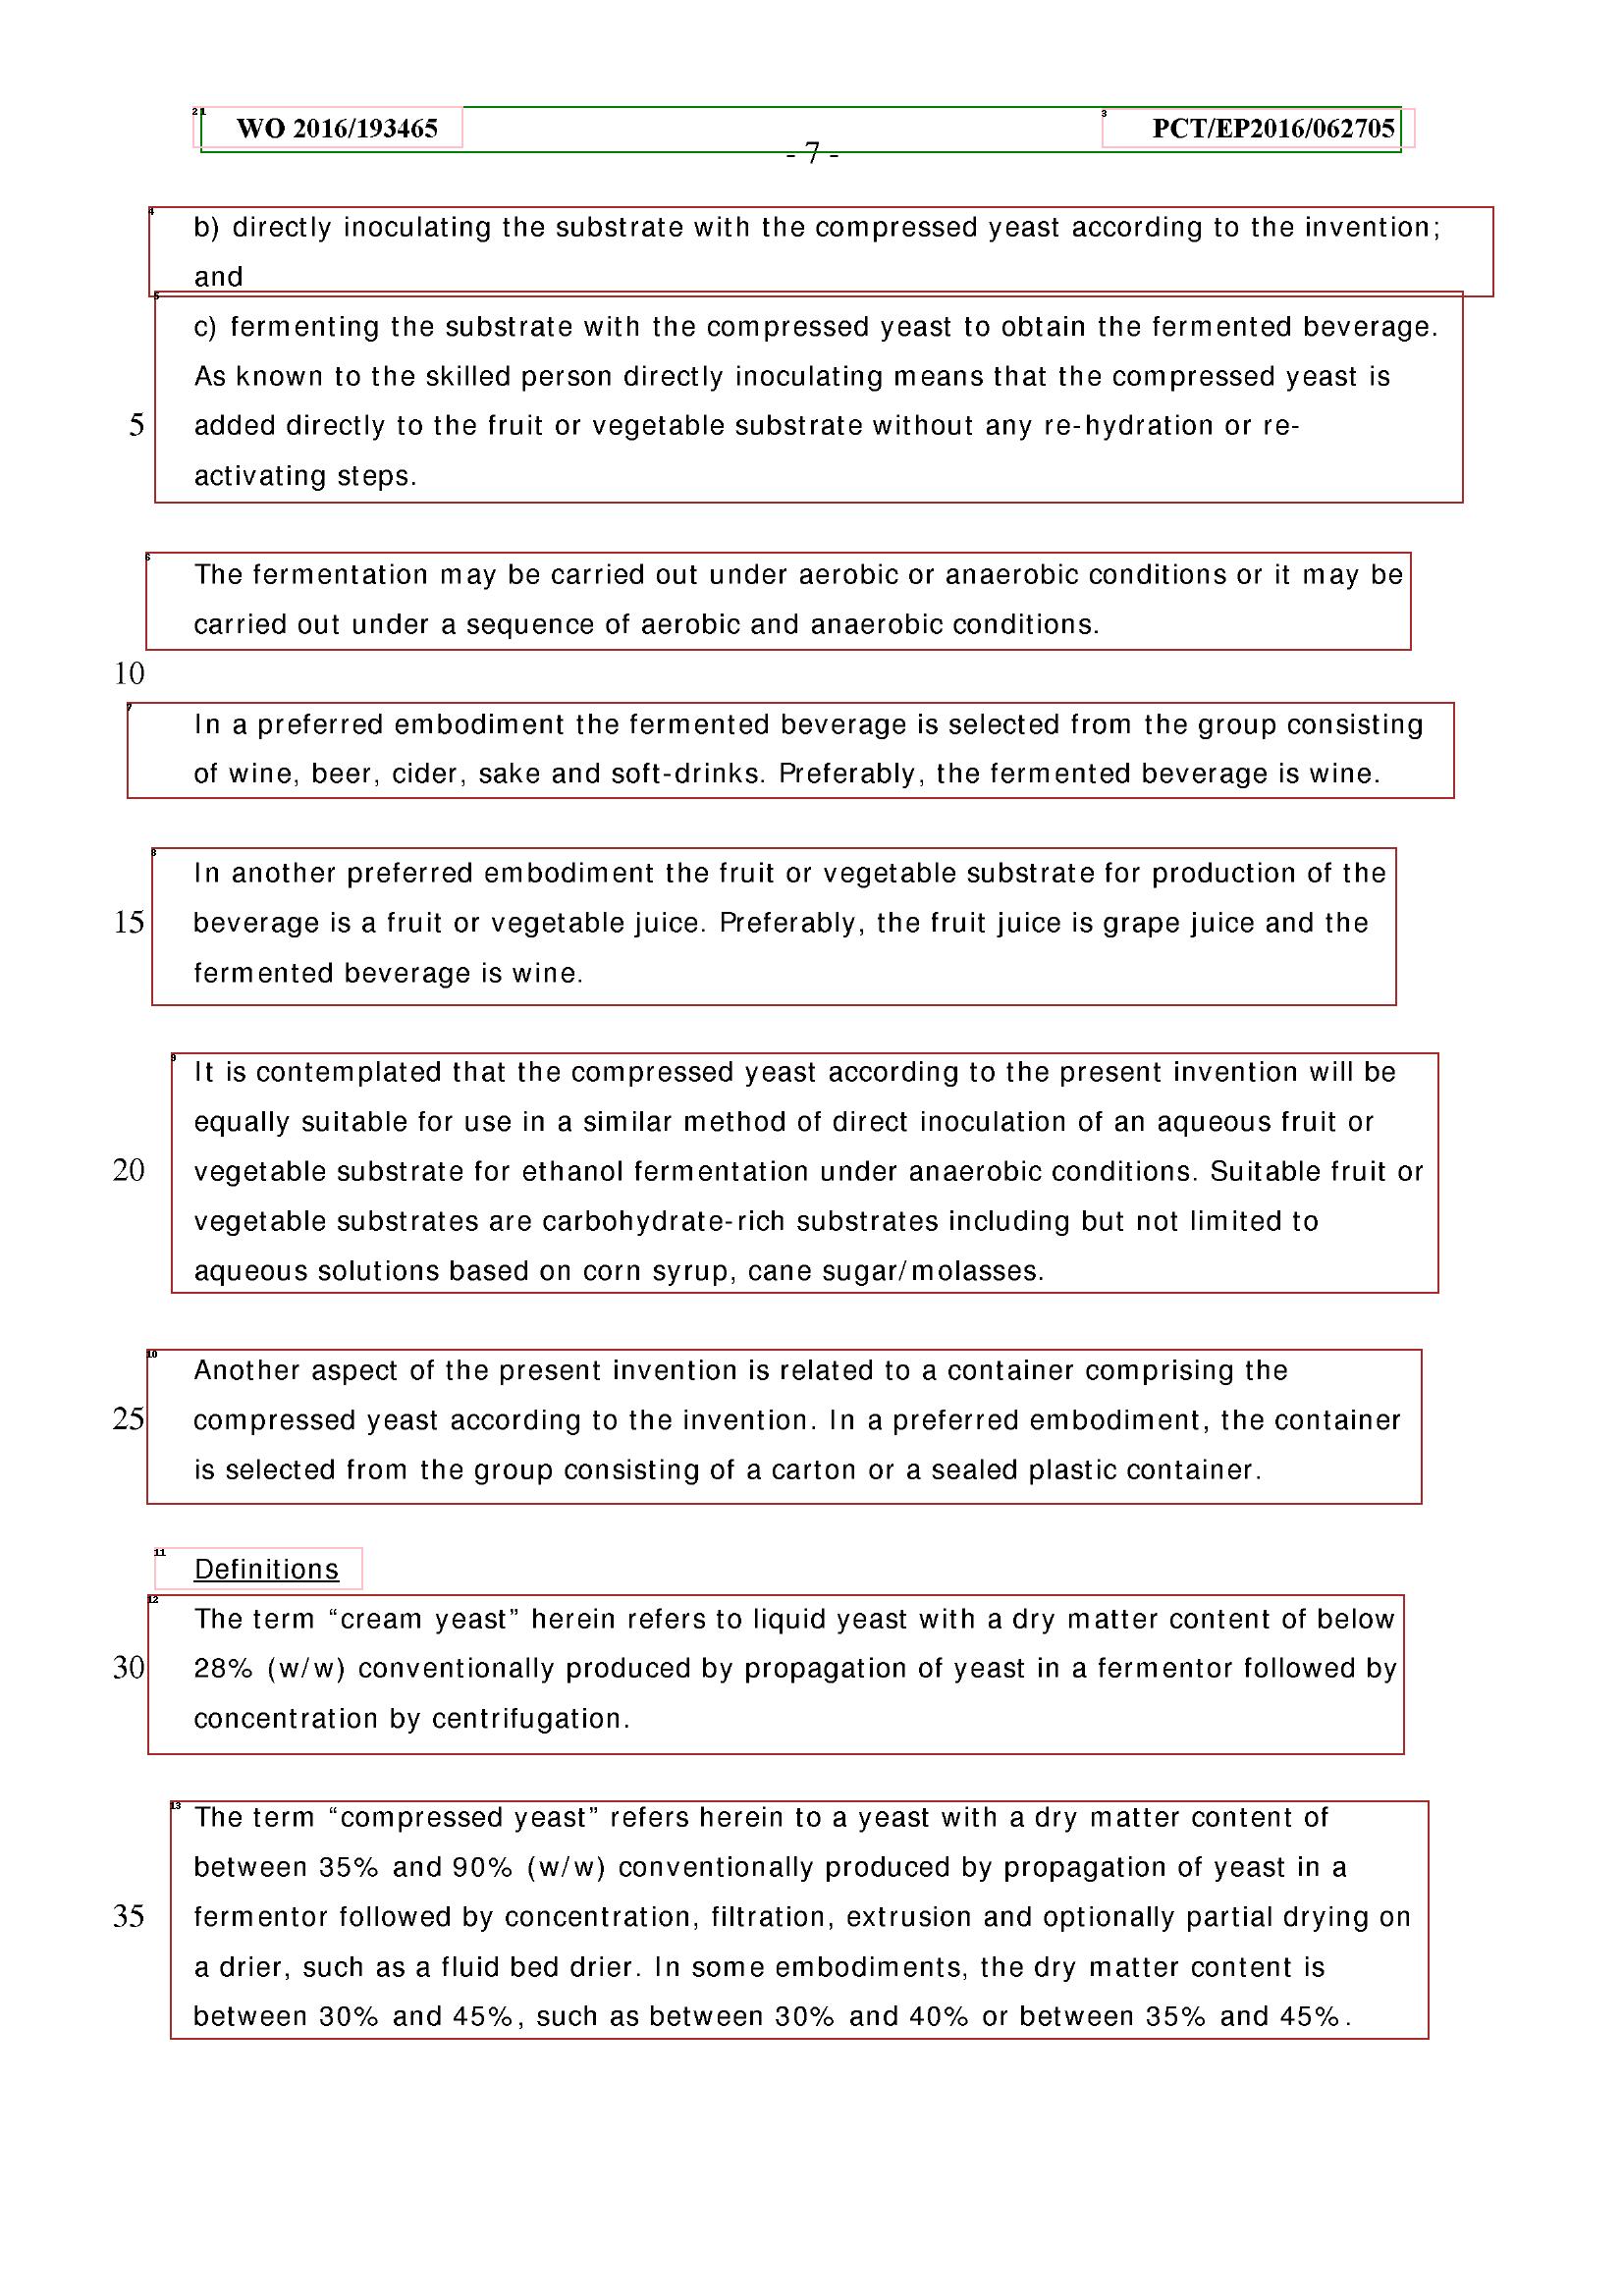 WO 2016/193465 PCT/EP2016/062705
- 7 -
b) directly inoculating the substrate with the compressed yeast according to the invention;
and
c) fermenting the substrate with the compressed yeast to obtain the fermented beverage.
As known to the skilled person directly inoculating means that the compressed yeast is
5 added directly to the fruit or vegetable substrate without any re-hydration or re-
activating steps.
The fermentation may be carried out under aerobic or anaerobic conditions or it may be
carried out under a sequence of aerobic and anaerobic conditions.
10
In a preferred embodiment the fermented beverage is selected from the group consisting
of wine, beer, cider, sake and soft-drinks. Preferably, the fermented beverage is wine.
In another preferred embodiment the fruit or vegetable substrate for production of the
15 beverage is a fruit or vegetable juice. Preferably, the fruit juice is grape juice and the
fermented beverage is wine.
It is contemplated that the compressed yeast according to the present invention will be
equally suitable for use in a similar method of direct inoculation of an aqueous fruit or
20 vegetable substrate for ethanol fermentation under anaerobic conditions. Suitable fruit or
vegetable substrates are carbohydrate-rich substrates including but not limited to
aqueous solutions based on corn syrup, cane sugar/molasses.
Another aspect of the present invention is related to a container comprising the
25 compressed yeast according to the invention. In a preferred embodiment, the container
is selected from the group consisting of a carton or a sealed plastic container.
Definitions
The term “cream yeast” herein refers to liquid yeast with a dry matter content of below
30 28% (w/w) conventionally produced by propagation of yeast in a fermentor followed by
concentration by centrifugation.
The term “compressed yeast” refers herein to a yeast with a dry matter content of
between 35% and 90% (w/w) conventionally produced by propagation of yeast in a
35 fermentor followed by concentration, filtration, extrusion and optionally partial drying on
a drier, such as a fluid bed drier. In some embodiments, the dry matter content is
between 30% and 45%, such as between 30% and 40% or between 35% and 45%.